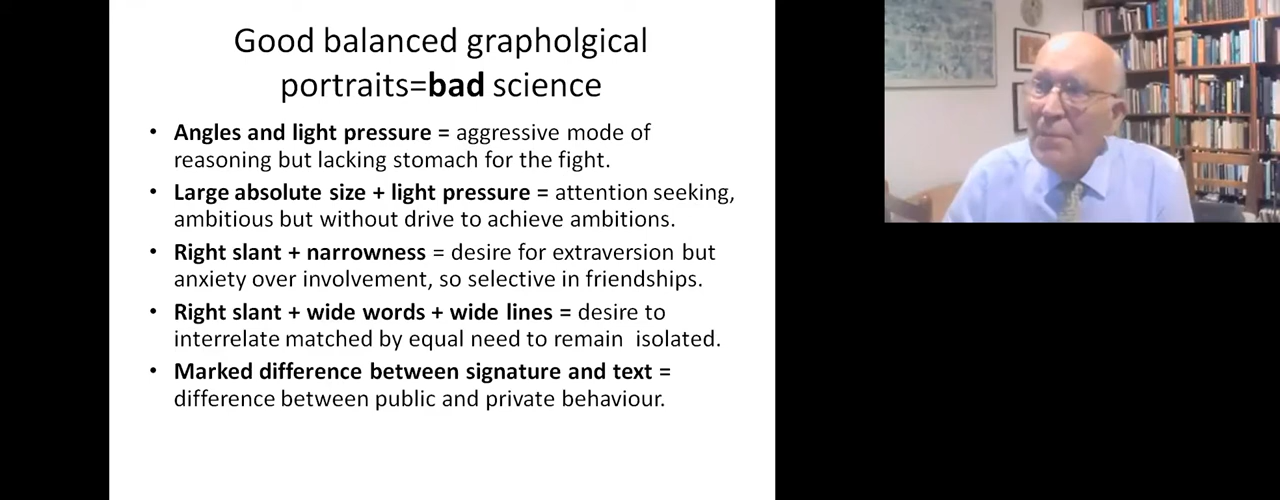 Good balanced grapholgical
portraits=bad science
• Angles and light pressure = aggressive mode of
reasoning but lacking stomach for the fight.
• Large absolute size + light pressure = attention seeking,
ambitious but without drive to achieve ambitions.
• Right slant + narrowness = desire for extraversion but
anxiety over involvement, so selective in friendships.
• Right slant + wide words + wide lines = desire to
interrelate matched by equal need to remain isolated.
• Marked difference between signature and text =
difference between public and private behaviour.